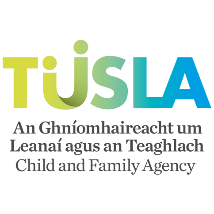 TUSLA
An Ghníomhaireacht um
Leanaí agus an Teaghlach
Child and Family Agency